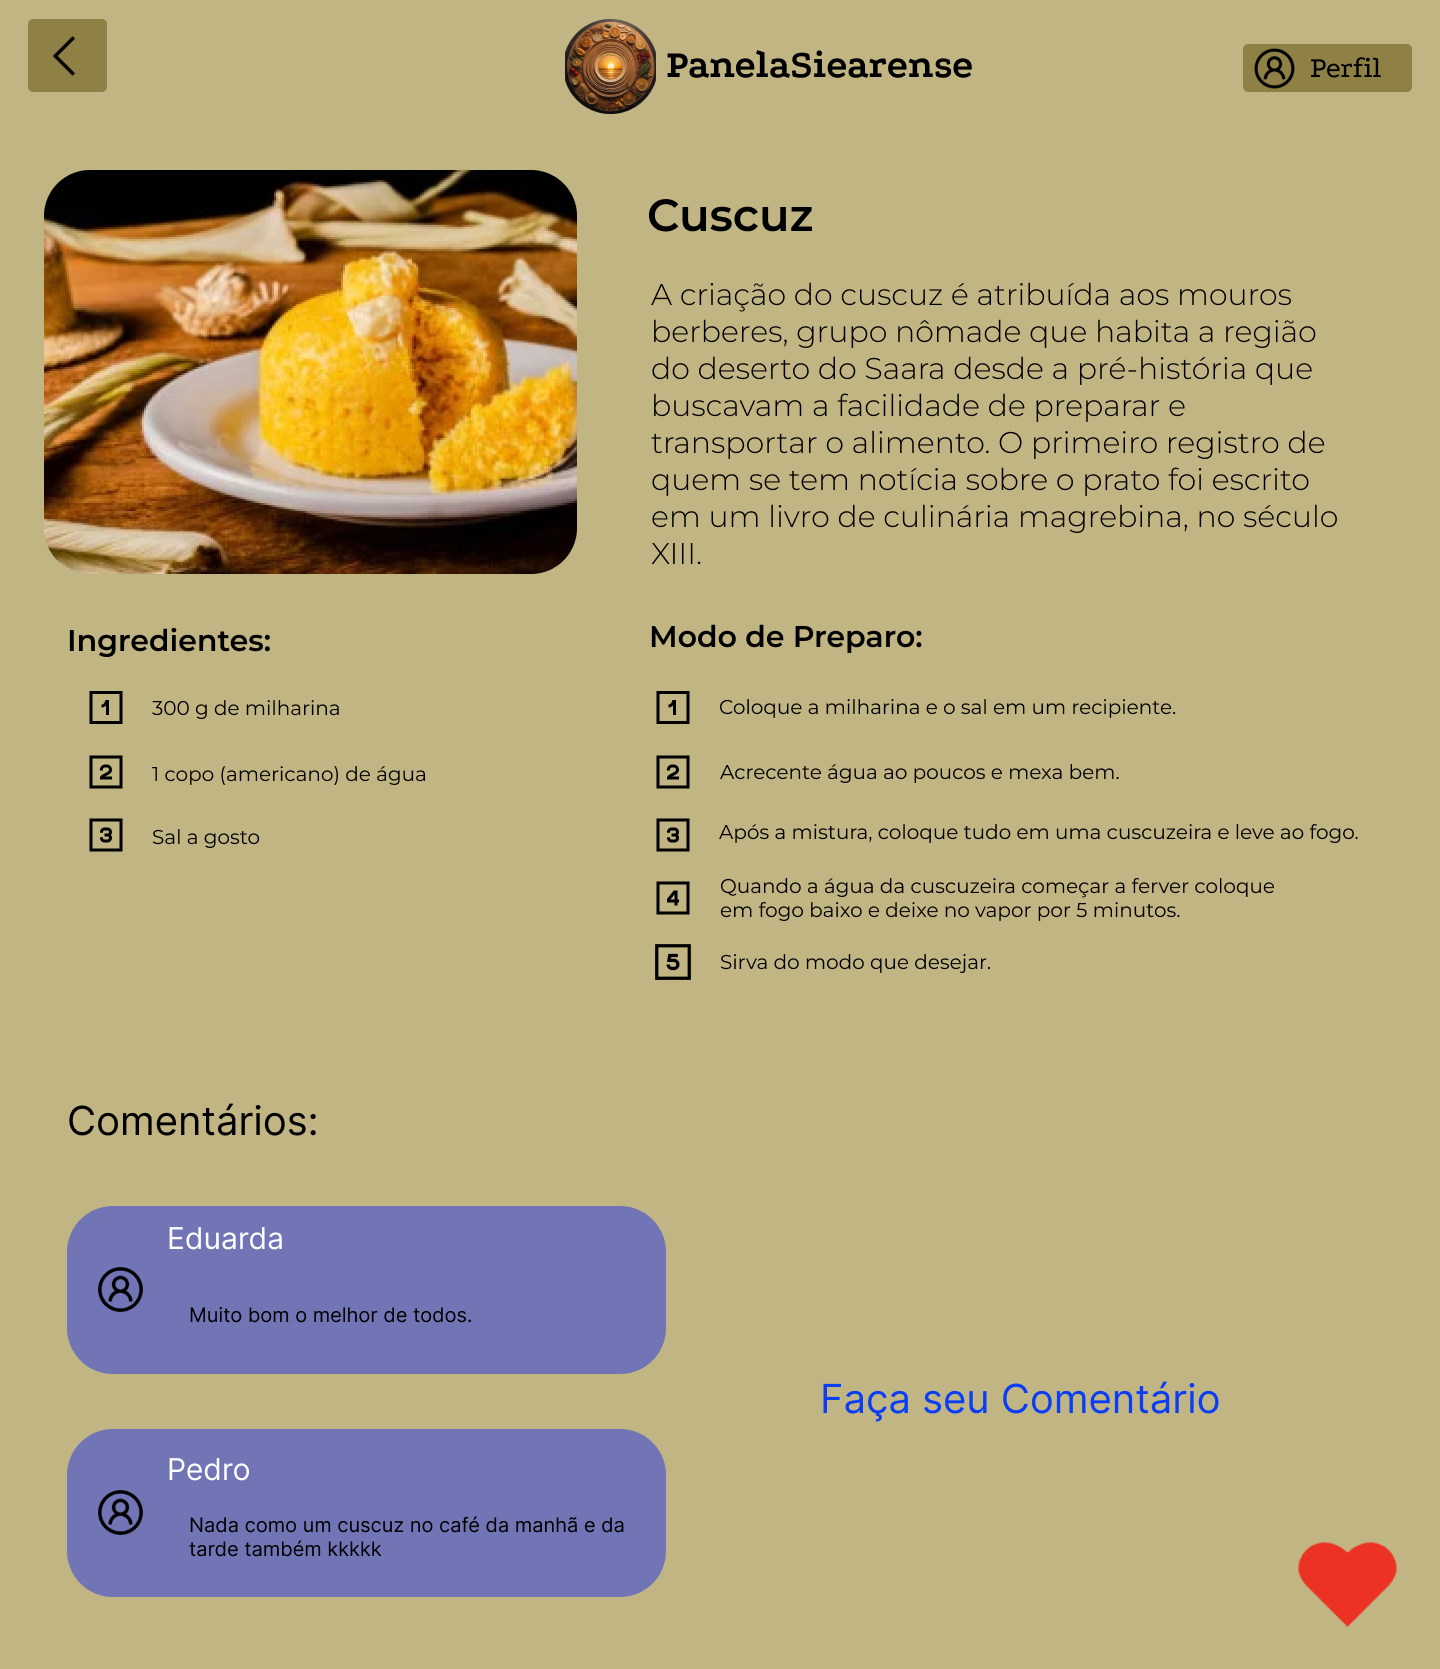 PanelaSiearense
Perfil
Cuscuz
A criação do cuscuz é atribuída aos mouros
berberes, grupo nômade que habita a região
do deserto do Saara desde a pré-história que
buscavam a facilidade de preparar e
transportar o alimento. O primeiro registro de
quem se tem notícia sobre o prato foi escrito
em um livro de culinária magrebina, no século
XIII.
Ingredientes:
1 300 g de milharina
2 1 copo (americano) de água
3 Sal a gosto
Modo de Preparo:
1 Coloque a milharina e o sal em um recipiente.
2 Acrecente água ao poucos e mexa bem.
3 Após a mistura, coloque tudo em uma cuscuzeira e leve ao fogo.
4 Quando a água da cuscuzeira começar a ferver coloque
em fogo baixo e deixe no vapor por 5 minutos.
5 Sirva do modo que desejar.
Comentários:
Eduarda
Muito bom o melhor de todos.
Faça seu Comentário
Pedro
Nada como um cuscuz no café da manhã e da
tarde também kkkkk